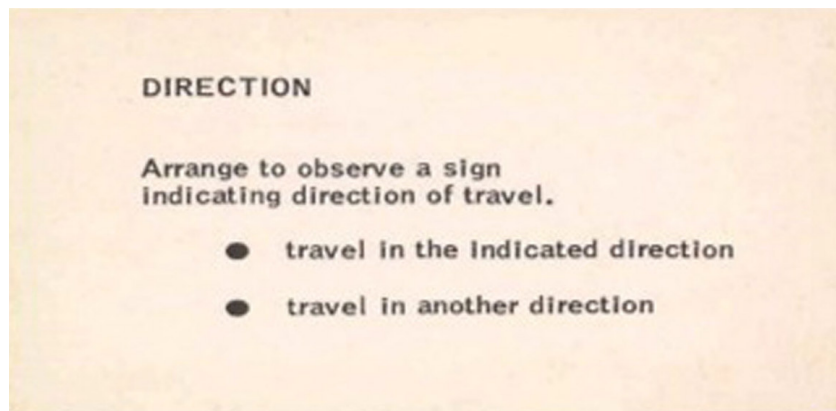 DIRECTION
Arrange to observe a sign
indicating direction of travel.
● travel in the indicated direction
● travel in another direction